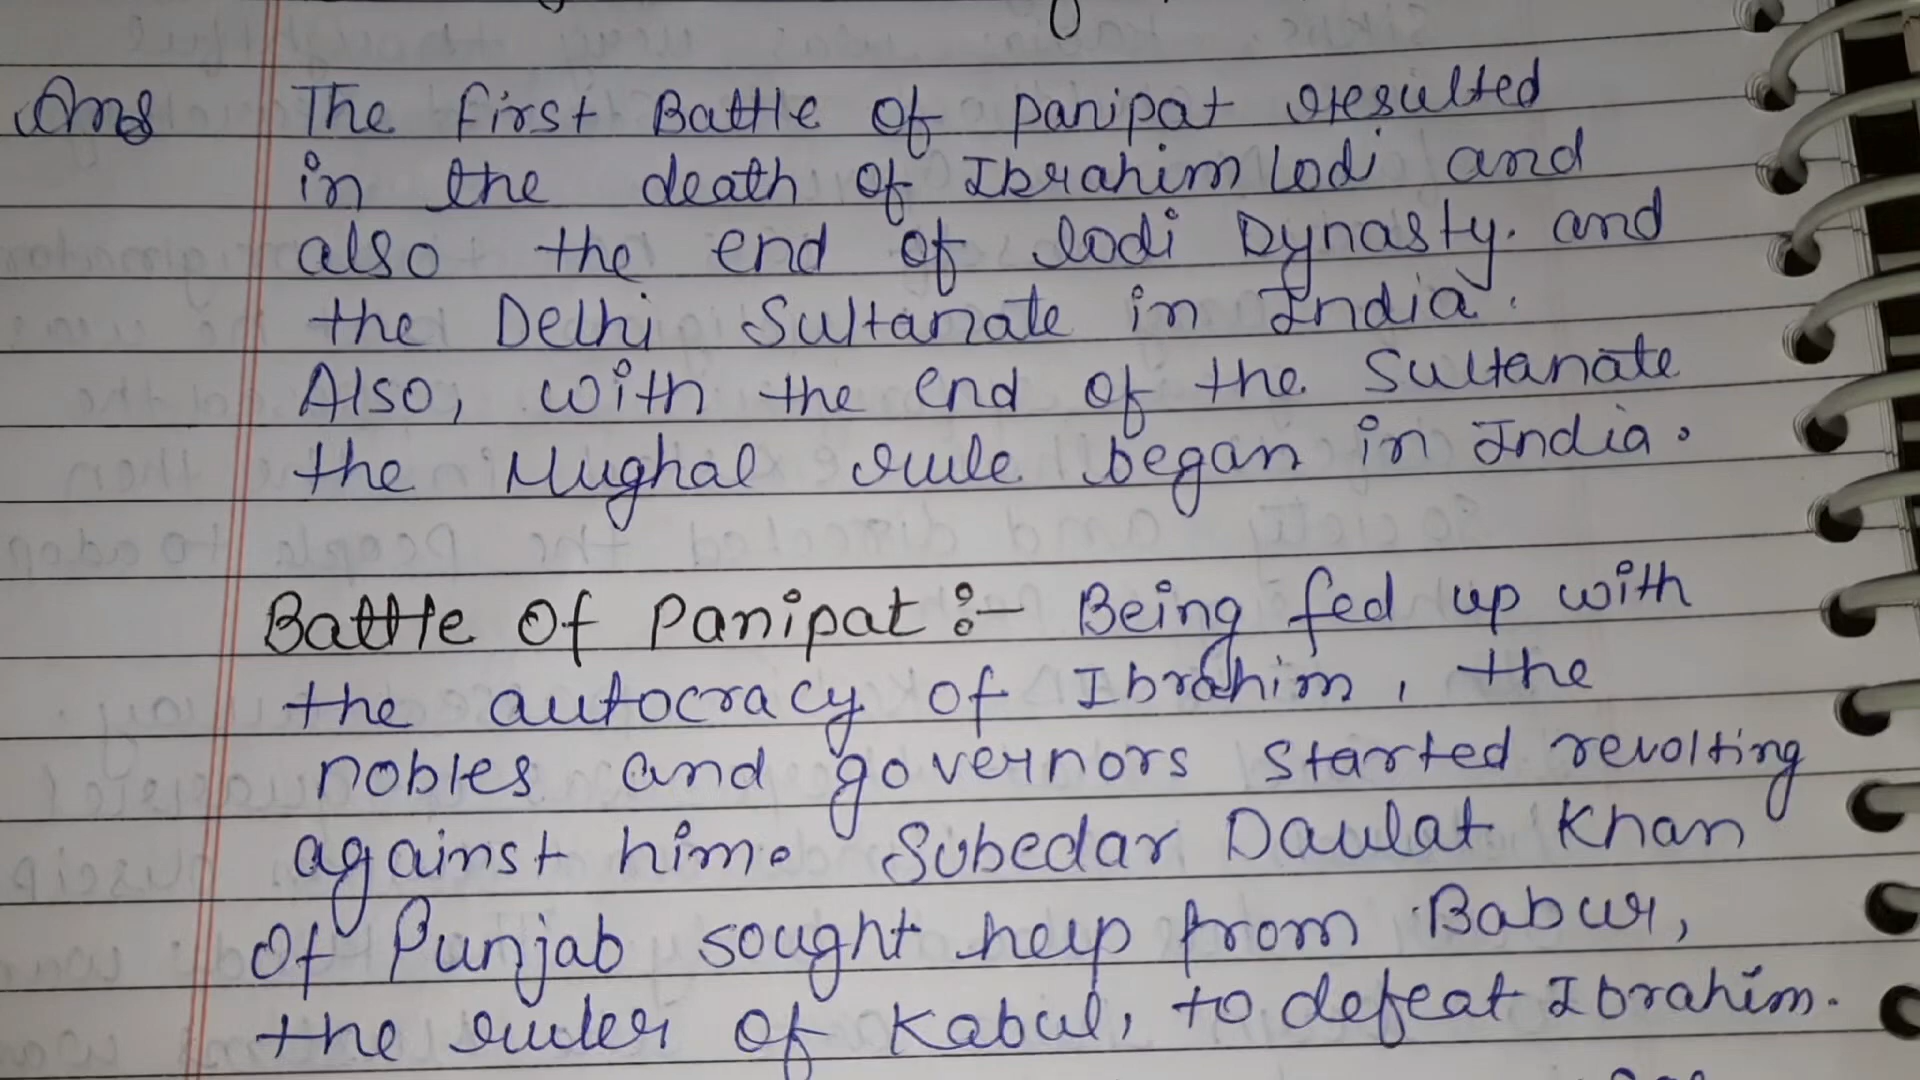 Ans The first Battle of Panipat resulted
in the death of Ibrahim Lodi and
also the end of Lodi Dynasty. and
the Delhi Sultanate in India.
Also, with the end of the Sultanate
the Mughal rule began in India.
Battle Of Panipat :- Being fed up with
the autocracy of Ibrahim, the
nobles and governors started revolting
against him. Subedar Daulat Khan
Of Punjab sought help from Babur,
the ruler of Kabul, to defeat Ibrahim.